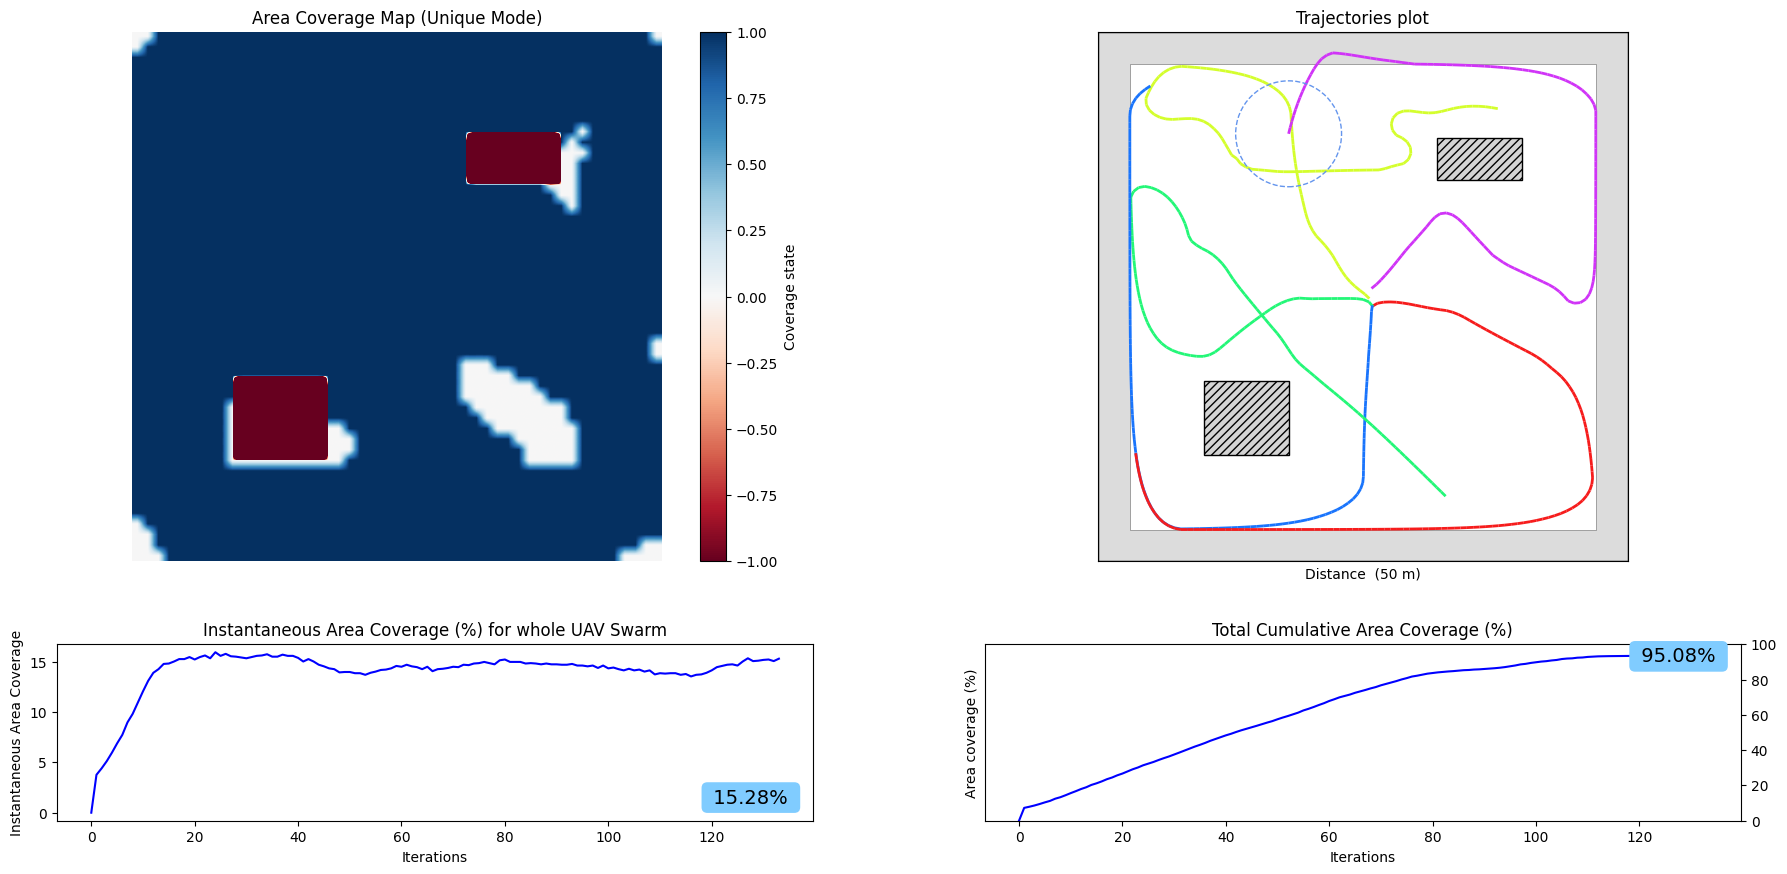 Area Coverage Map (Unique Mode)
1.00
0.75
0.50
0.25
0.00
−0.25
−0.50
−0.75
−1.00
Coverage state
Trajectories plot
Distance  (50 m)
Instantaneous Area Coverage (%) for whole UAV Swarm
Instantaneous Area Coverage
15
10
5
0
15.28%
0 20 40 60 80 100 120
Iterations
Total Cumulative Area Coverage (%)
Area coverage (%)
95.08%
100
80
60
40
20
0
0 20 40 60 80 100 120
Iterations